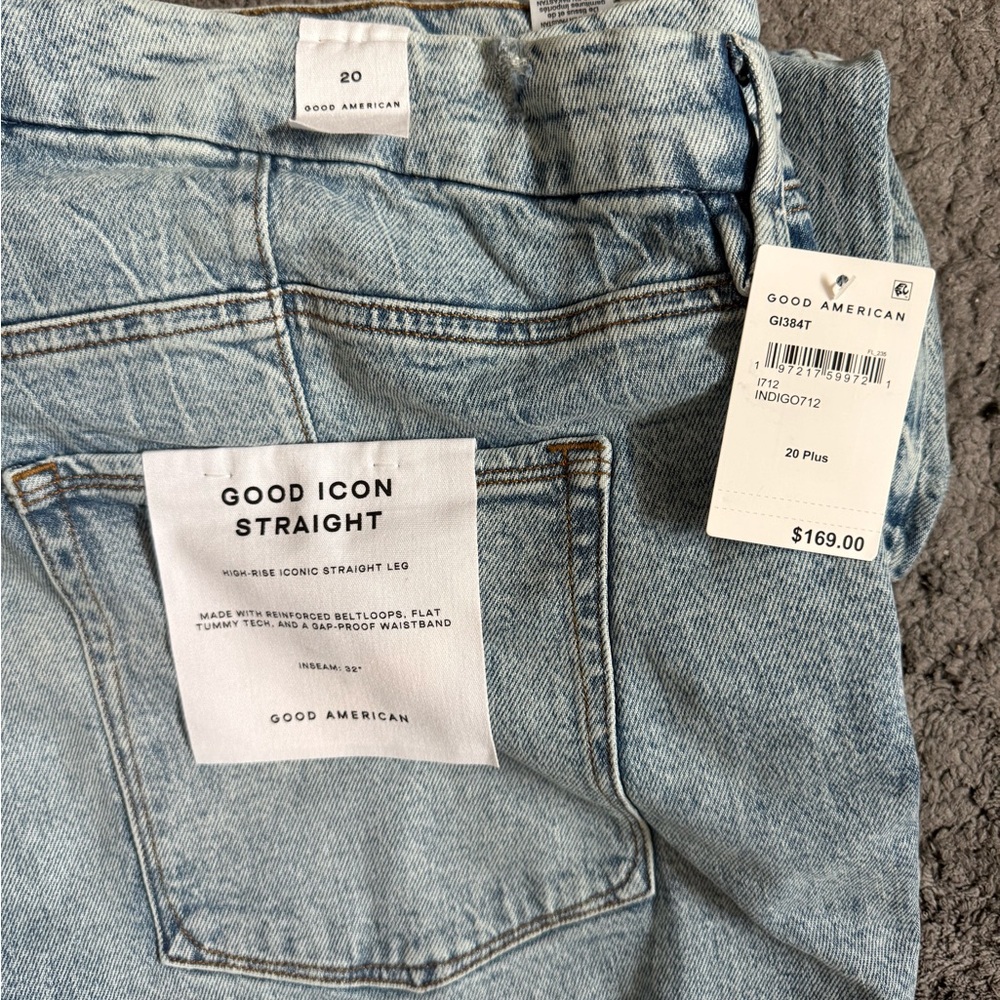 20
GOOD AMERICAN
GOOD AMERICAN
GI384T
FL_235
1 97217 59972 1
I712
INDIGO712
20 Plus
$169.00
GOOD ICON
STRAIGHT
HIGH-RISE ICONIC STRAIGHT LEG
MADE WITH REINFORCED BELTLOOPS, FLAT
TUMMY TECH, AND A GAP-PROOF WAISTBAND
INSEAM: 32"
GOOD AMERICAN